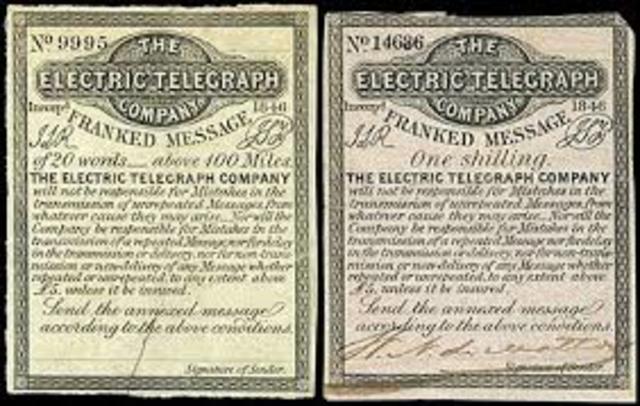 No 9995
THE
ELECTRIC TELEGRAPH
COMPANY
Incorpd. 1846
FRANKED MESSAGE
of 20 words above 100 Miles.
THE ELECTRIC TELEGRAPH COMPANY
will not be responsible for Mistakes in the
transmission of unrepeated Messages, from
whatever cause they may arise. Nor will the
Company be responsible for Mistakes in the
transmission of a repeated Message, nor for delay
in the transmission or delivery, nor for non-trans-
mission or non-delivery of any Message whether
repeated or unrepeated, to any extent above
£5, unless it be insured.
Send the annexed message
according to the above conditions.
Signature of Sender.
No 14686
THE
ELECTRIC TELEGRAPH
COMPANY
Incorpd. 1846
FRANKED MESSAGE
One shilling.
THE ELECTRIC TELEGRAPH COMPANY
will not be responsible for Mistakes in the
transmission of unrepeated Messages, from
whatever cause they may arise. Nor will the
Company be responsible for Mistakes in the
transmission of a repeated Message, nor for delay
in the transmission or delivery, nor for non-trans-
mission or non-delivery of any Message whether
repeated or unrepeated, to any extent above
£5, unless it be insured.
Send the annexed message
according to the above conditions.
Signature of Sender.